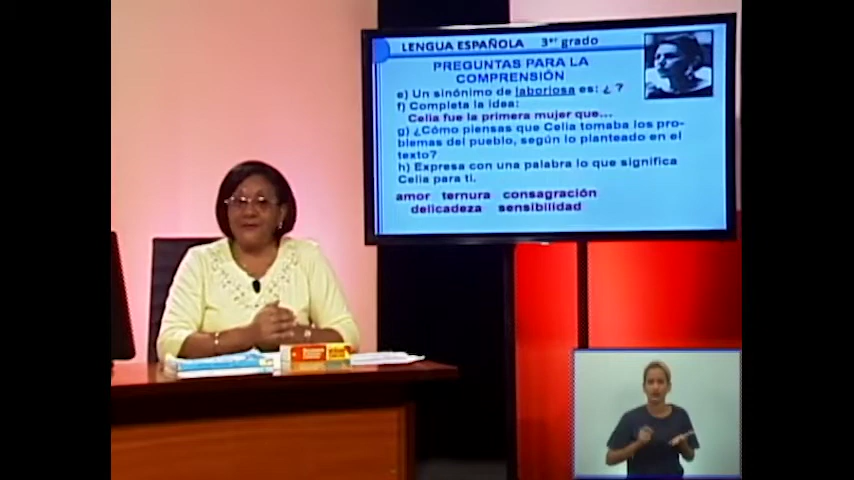 LENGUA ESPAÑOLA 3er grado
PREGUNTAS PARA LA
COMPRENSIÓN
e) Un sinónimo de laboriosa es: ¿ ?
f) Completa la idea:
Celia fue la primera mujer que...
g) ¿Cómo piensas que Celia tomaba los pro-
blemas del pueblo, según lo planteado en el
texto?
h) Expresa con una palabra lo que significa
Celia para ti.
amor ternura consagración
delicadeza sensibilidad